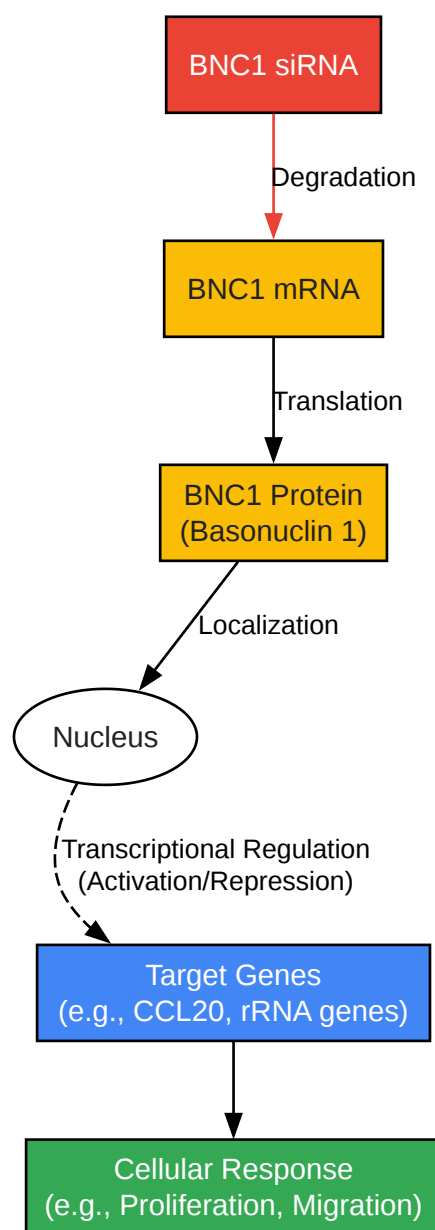 BNC1 siRNA
Degradation
BNC1 mRNA
Translation
BNC1 Protein
(Basonuclin 1)
Localization
Nucleus
Transcriptional Regulation
(Activation/Repression)
Target Genes
(e.g., CCL20, rRNA genes)
Cellular Response
(e.g., Proliferation, Migration)